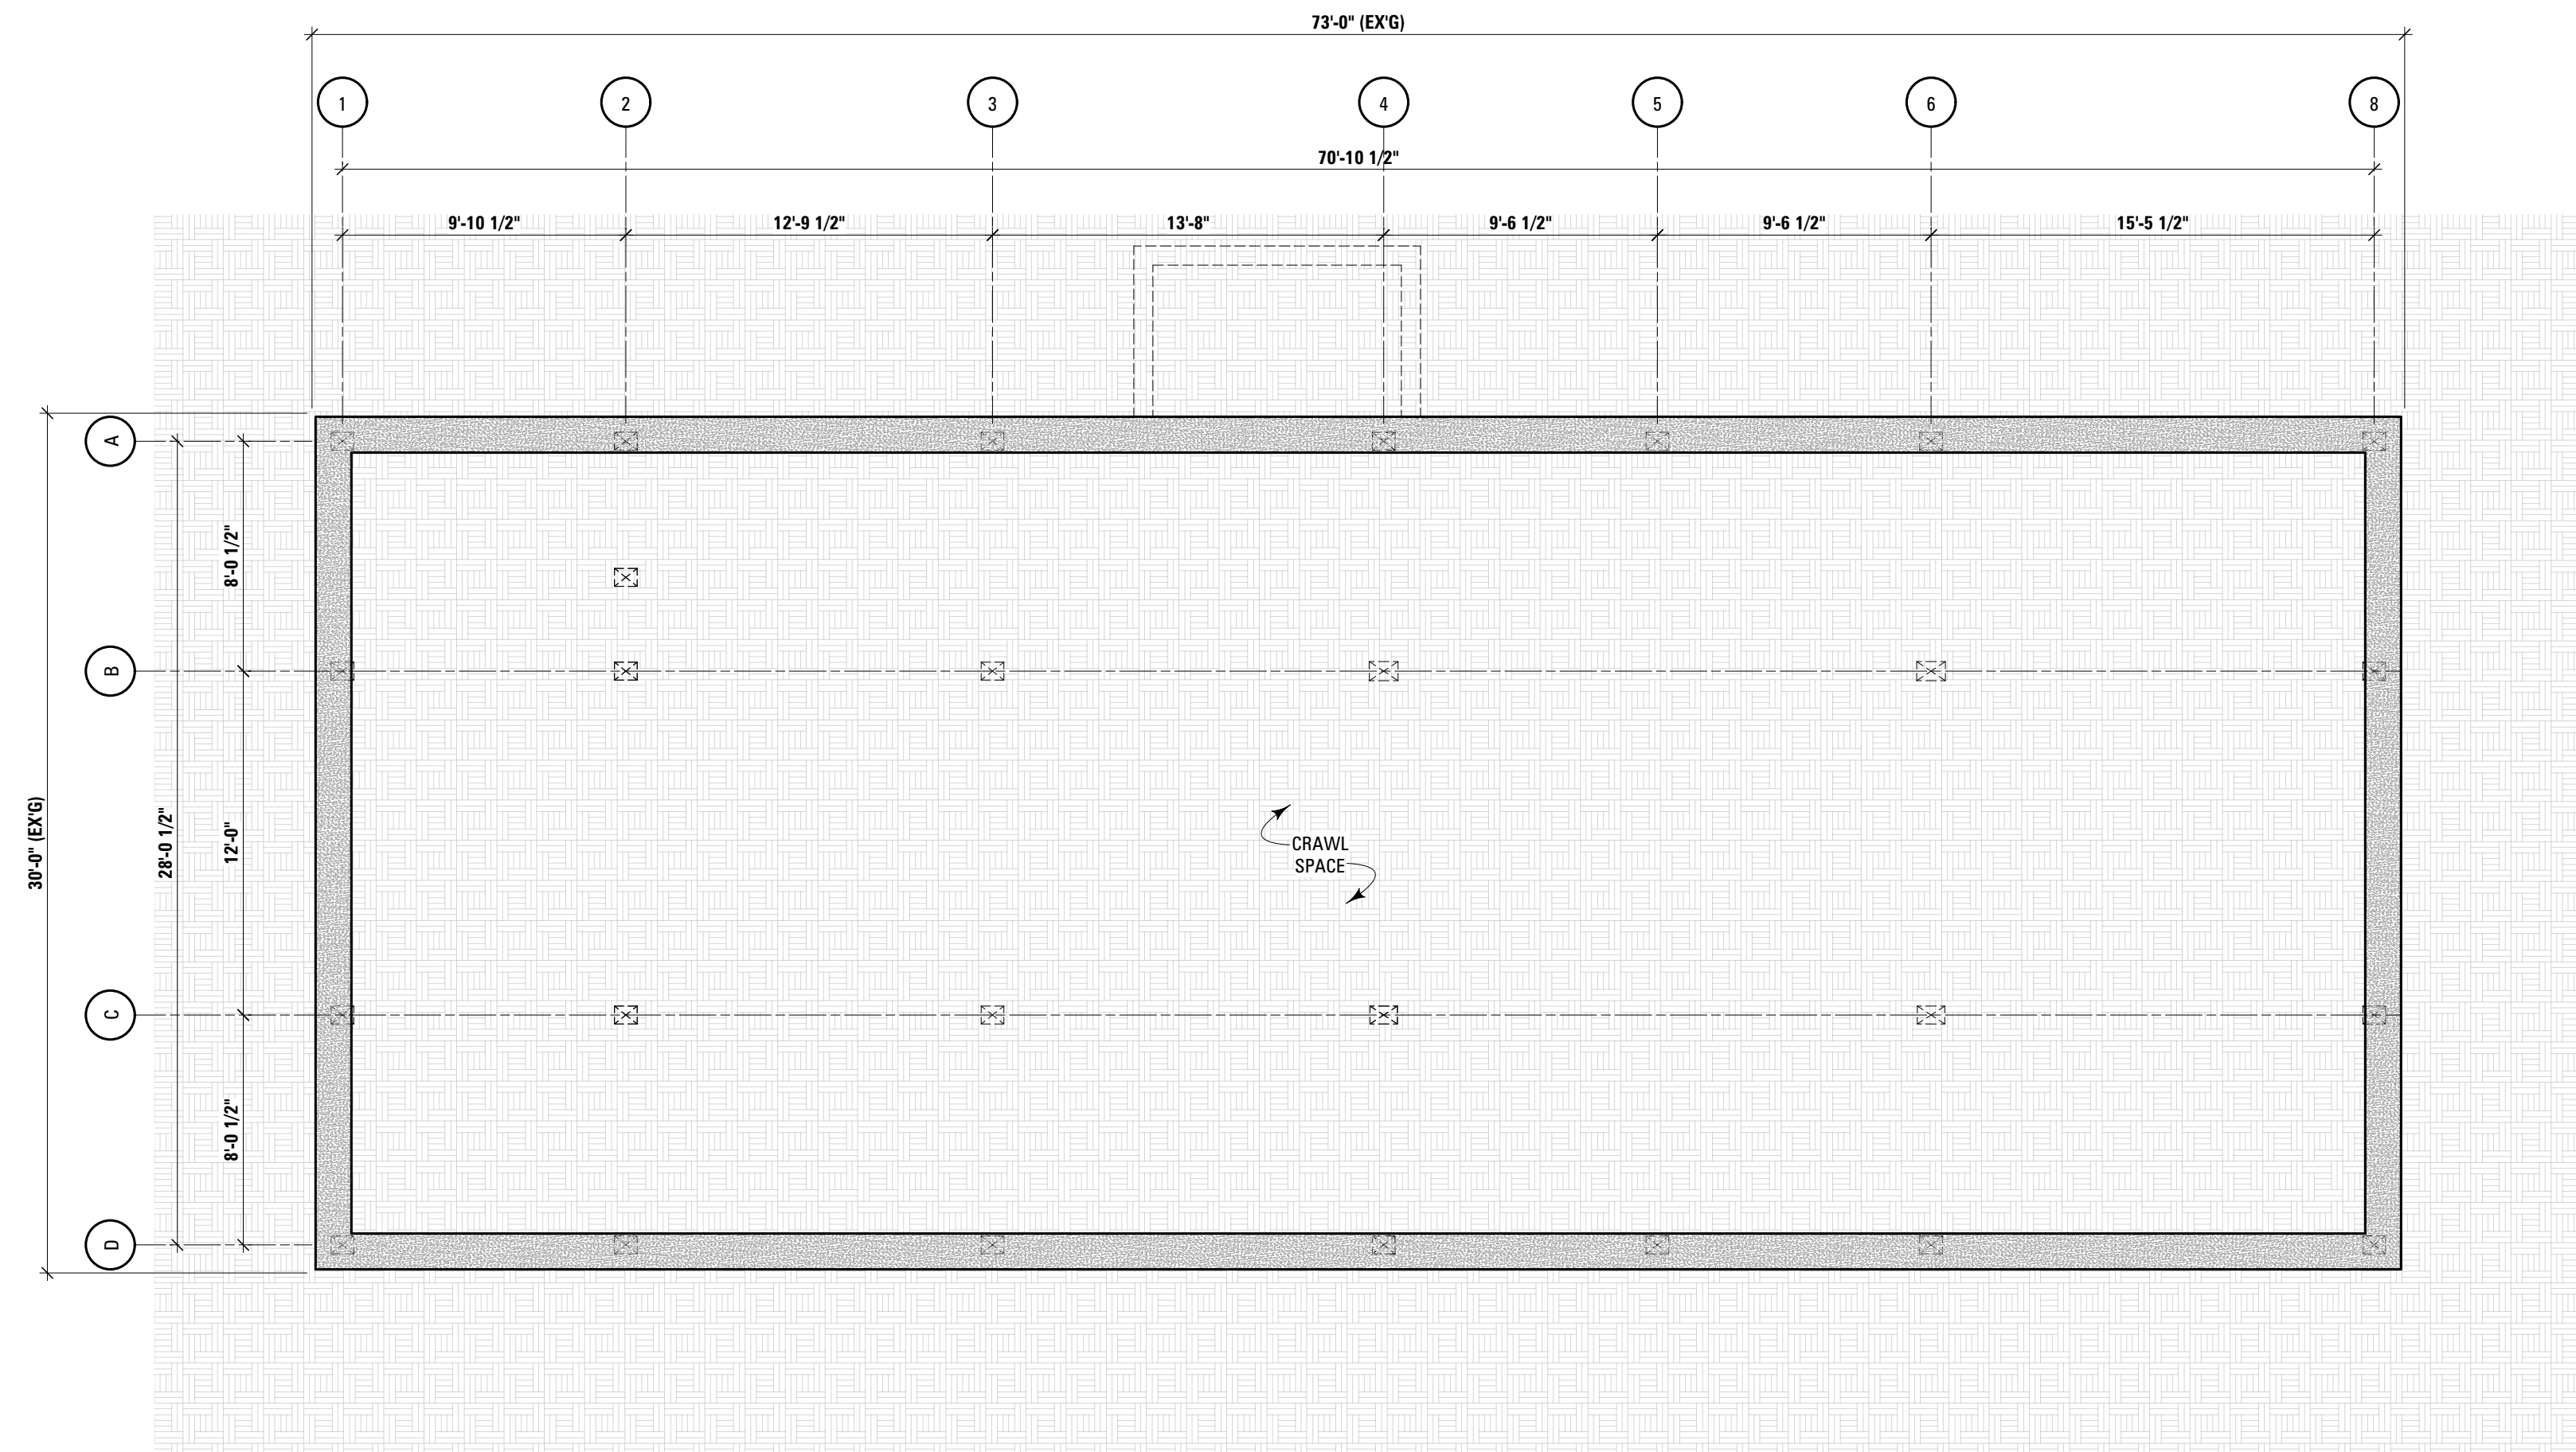 73'-0" (EX'G)
1 2 3 4 5 6 8
70'-10 1/2"
9'-10 1/2" 12'-9 1/2" 13'-8" 9'-6 1/2" 9'-6 1/2" 15'-5 1/2"
A
8'-0 1/2"
B
30'-0" (EX'G)
28'-0 1/2"
12'-0"
CRAWL
SPACE
C
8'-0 1/2"
D